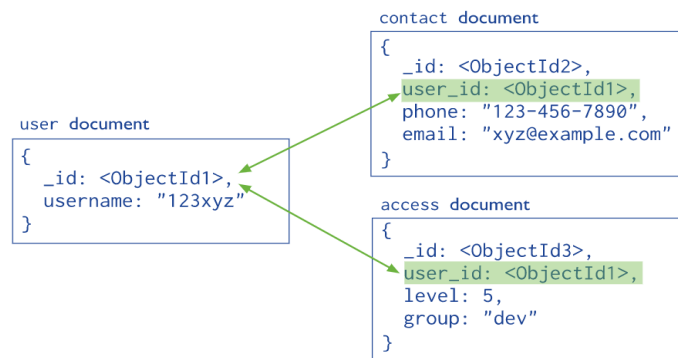 user document
{
_id: <ObjectId1>,
username: "123xyz"
}
contact document
{
_id: <ObjectId2>,
user_id: <ObjectId1>,
phone: "123-456-7890",
email: "xyz@example.com"
}
access document
{
_id: <ObjectId3>,
user_id: <ObjectId1>,
level: 5,
group: "dev"
}